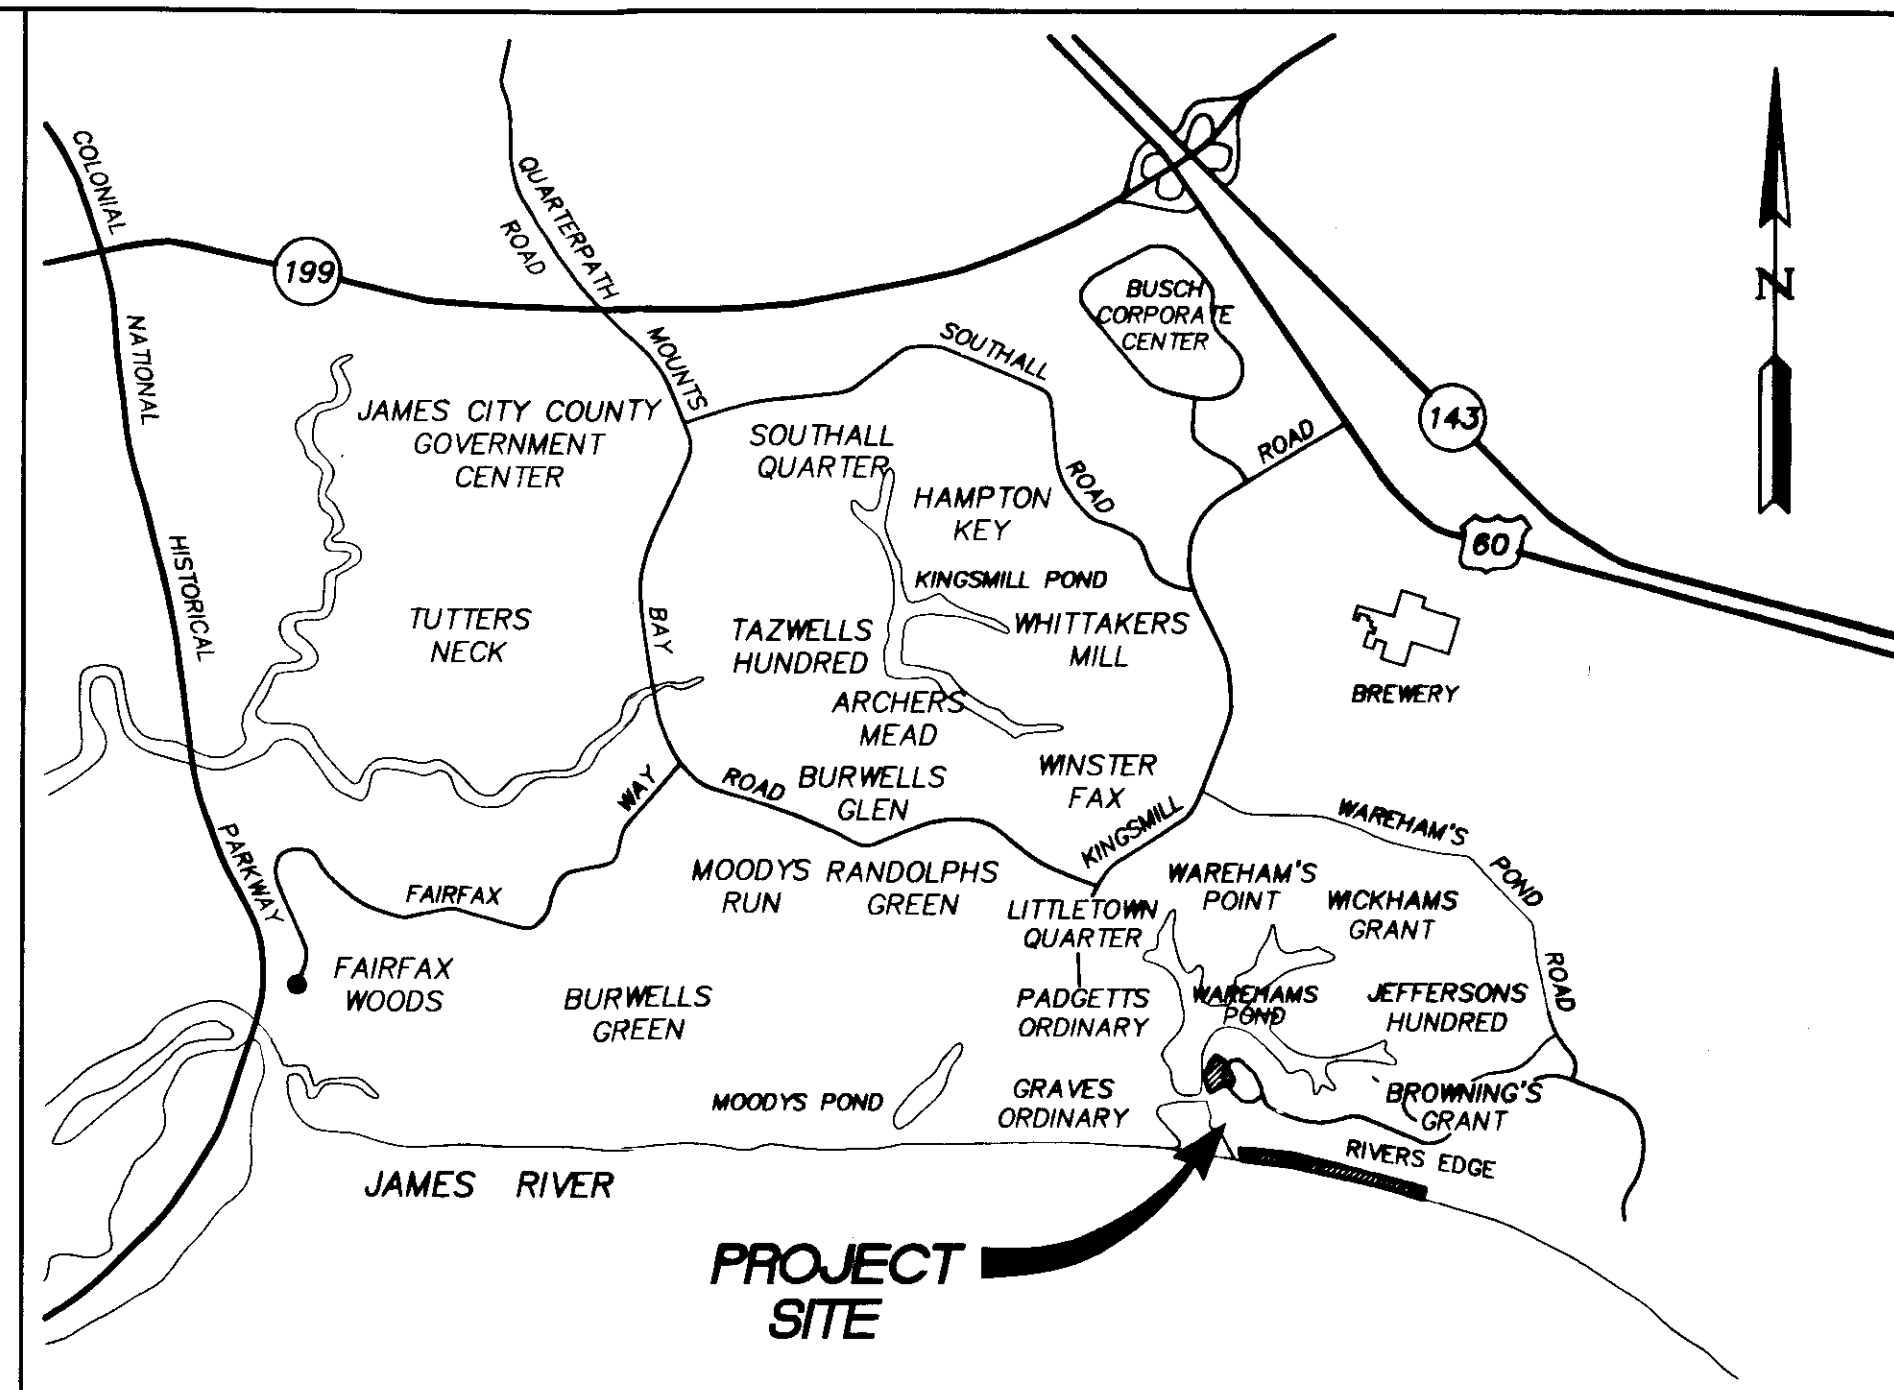 COLONIAL
NATIONAL
HISTORICAL
PARKWAY
199
QUARTERPATH
ROAD
MOUNTS
BAY
ROAD
SOUTHALL
ROAD
BUSCH
CORPORATE
CENTER
ROAD
143
60
N
JAMES CITY COUNTY
GOVERNMENT
CENTER
SOUTHALL
QUARTER
HAMPTON
KEY
KINGSMILL POND
TUTTERS
NECK
TAZWELLS
HUNDRED
WHITTAKERS
MILL
BREWERY
ARCHERS
MEAD
WINSTER
FAX
BURWELLS
GLEN
WAY
FAIRFAX
KINGSMILL
WAREHAM'S
POND
ROAD
MOODYS
RUN
RANDOLPHS
GREEN
WAREHAM'S
POINT
WICKHAMS
GRANT
LITTLETOWN
QUARTER
FAIRFAX
WOODS
BURWELLS
GREEN
PADGETTS
ORDINARY
WAREHAMS
POND
JEFFERSONS
HUNDRED
MOODYS POND
GRAVES
ORDINARY
BROWNING'S
GRANT
RIVERS EDGE
JAMES RIVER
PROJECT
SITE